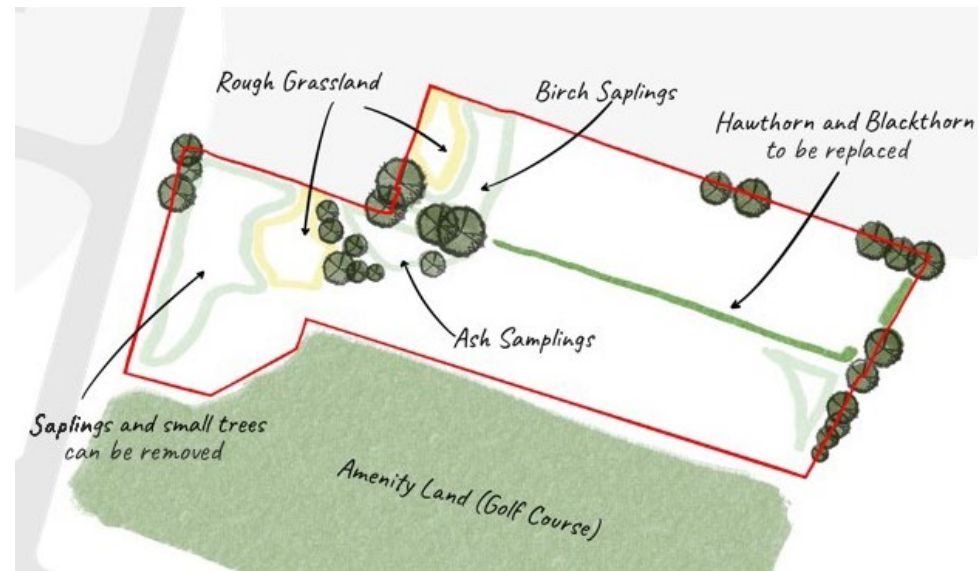 Rough Grassland
Birch Saplings
Hawthorn and Blackthorn
to be replaced
Ash Samplings
Saplings and small trees
can be removed
Amenity Land (Golf Course)